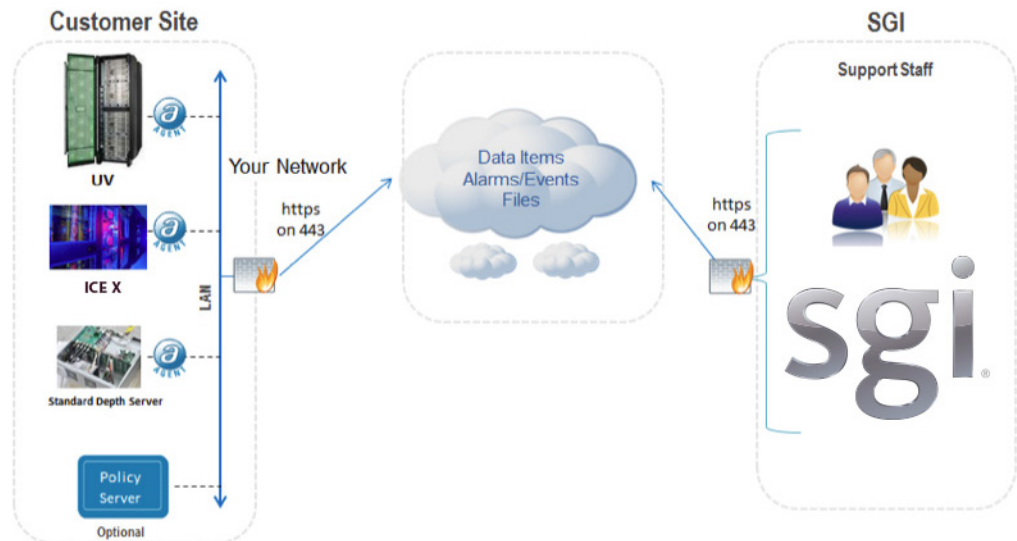 Customer Site
a
AGENT
UV
a
AGENT
ICE X
a
AGENT
Standard Depth Server
Policy
Server
Optional
LAN
Your Network
https
on 443
Data Items
Alarms/Events
Files
https
on 443
SGI
Support Staff
sgi
®